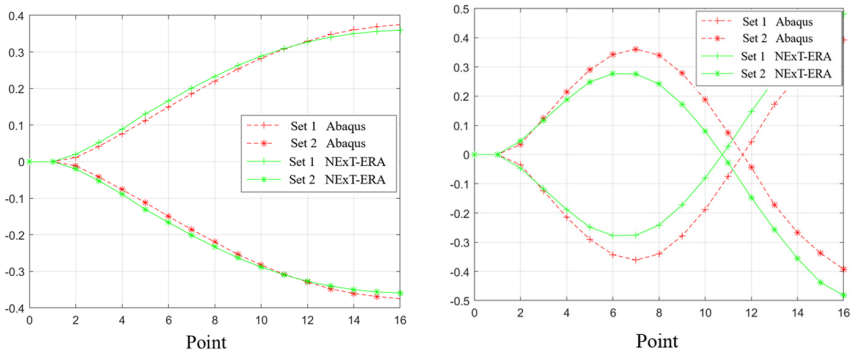 0.4
0.3
0.2
0.1
0
-0.1
-0.2
-0.3
-0.4
0 2 4 6 8 10 12 14 16
Point
Set 1 Abaqus
Set 2 Abaqus
Set 1 NExT-ERA
Set 2 NExT-ERA
0.5
0.4
0.3
0.2
0.1
0
-0.1
-0.2
-0.3
-0.4
-0.5
0 2 4 6 8 10 12 14 16
Point
Set 1 Abaqus
Set 2 Abaqus
Set 1 NExT-ERA
Set 2 NExT-ERA